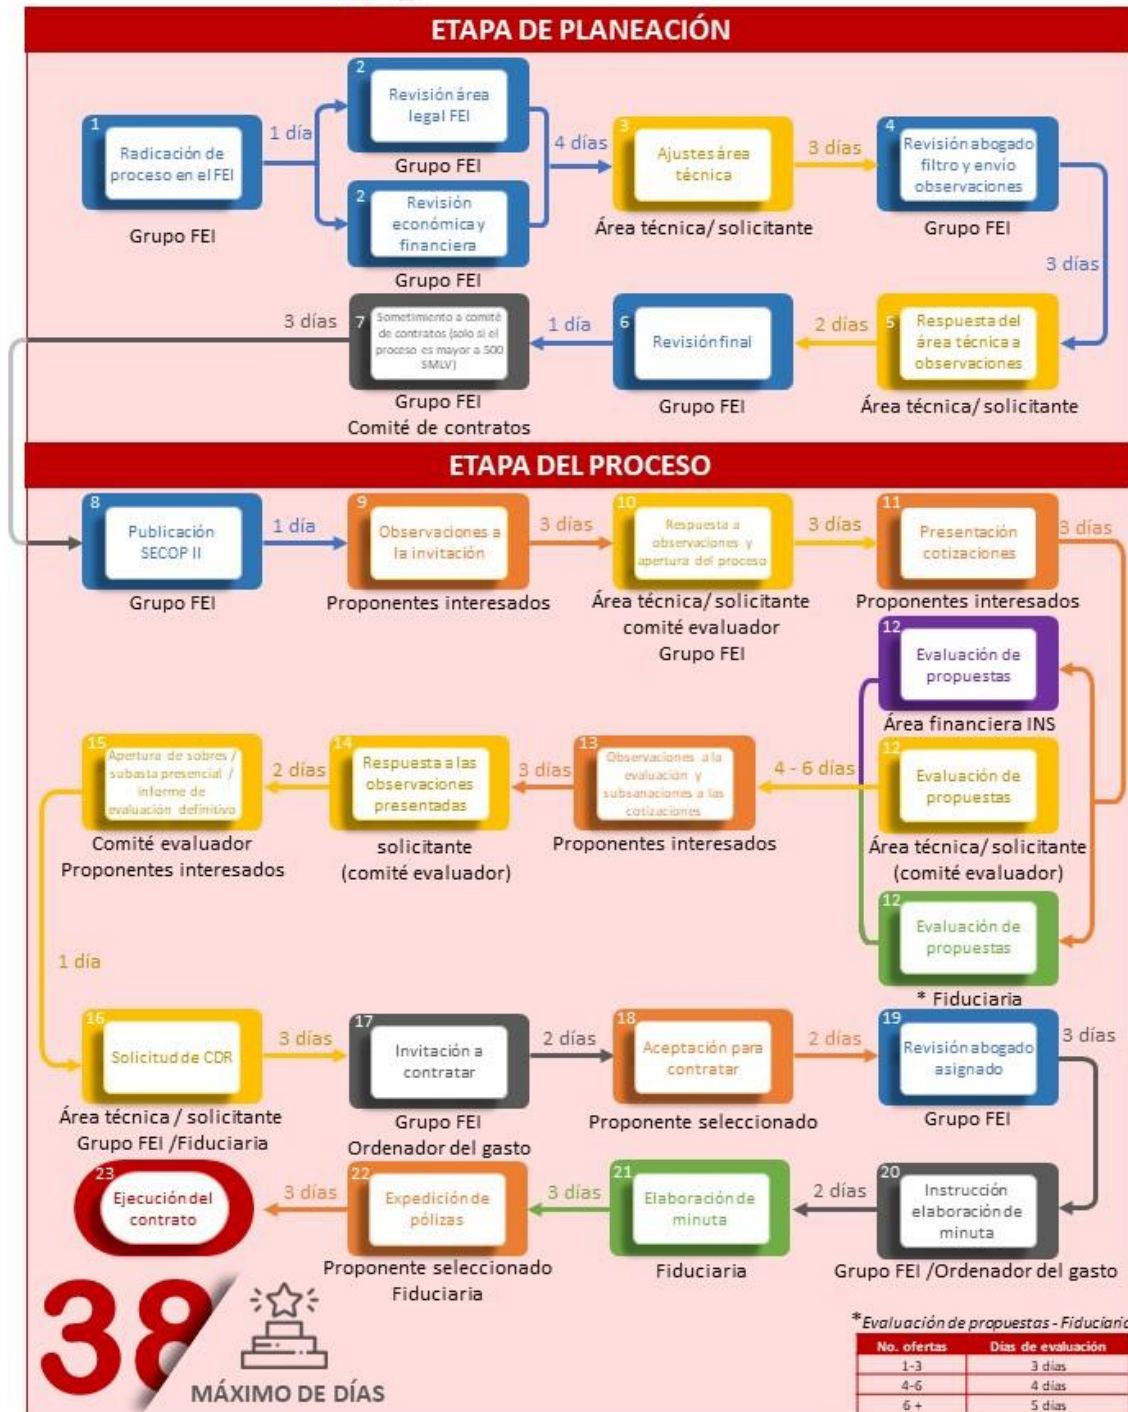 ETAPA DE PLANEACIÓN
1
Radicación de
proceso en el FEI
Grupo FEI
1 día
2
Revisión área
legal FEI
Grupo FEI
2
Revisión
económica y
financiera
Grupo FEI
4 días
3
Ajustes área
técnica
Área técnica/ solicitante
3 días
4
Revisión abogado
filtro y envío
observaciones
Grupo FEI
3 días
5
Respuesta del
área técnica a
observaciones
Área técnica/ solicitante
2 días
6
Revisión final
Grupo FEI
1 día
7
Sometimiento a comité
de contratos (solo si el
proceso es mayor a 500
SMLV)
Grupo FEI
Comité de contratos
3 días
ETAPA DEL PROCESO
8
Publicación
SECOP II
Grupo FEI
1 día
9
Observaciones a
la invitación
Proponentes interesados
3 días
10
Respuesta a
observaciones y
apertura del proceso
Área técnica/ solicitante
comité evaluador
Grupo FEI
3 días
11
Presentación
cotizaciones
Proponentes interesados
3 días
12
Evaluación de
propuestas
Área financiera INS
12
Evaluación de
propuestas
Área técnica/ solicitante
(comité evaluador)
12
Evaluación de
propuestas
* Fiduciaria
4 - 6 días
13
Observaciones a la
evaluación y
subsanaciones a las
cotizaciones
Proponentes interesados
3 días
14
Respuesta a las
observaciones
presentadas
solicitante
(comité evaluador)
2 días
15
Apertura de sobres /
subasta presencial /
informe de
evaluación definitivo
Comité evaluador
Proponentes interesados
1 día
16
Solicitud de CDR
Área técnica / solicitante
Grupo FEI /Fiduciaria
3 días
17
Invitación a
contratar
Grupo FEI
Ordenador del gasto
2 días
18
Aceptación para
contratar
Proponente seleccionado
2 días
19
Revisión abogado
asignado
Grupo FEI
3 días
20
Instrucción
elaboración de
minuta
Grupo FEI /Ordenador del gasto
2 días
21
Elaboración de
minuta
Fiduciaria
3 días
22
Expedición de
pólizas
Proponente seleccionado
Fiduciaria
3 días
23
Ejecución del
contrato
38
MÁXIMO DE DÍAS
*Evaluación de propuestas - Fiduciaria
No. ofertas Días de evaluación
1-3 3 días
4-6 4 días
6 + 5 días